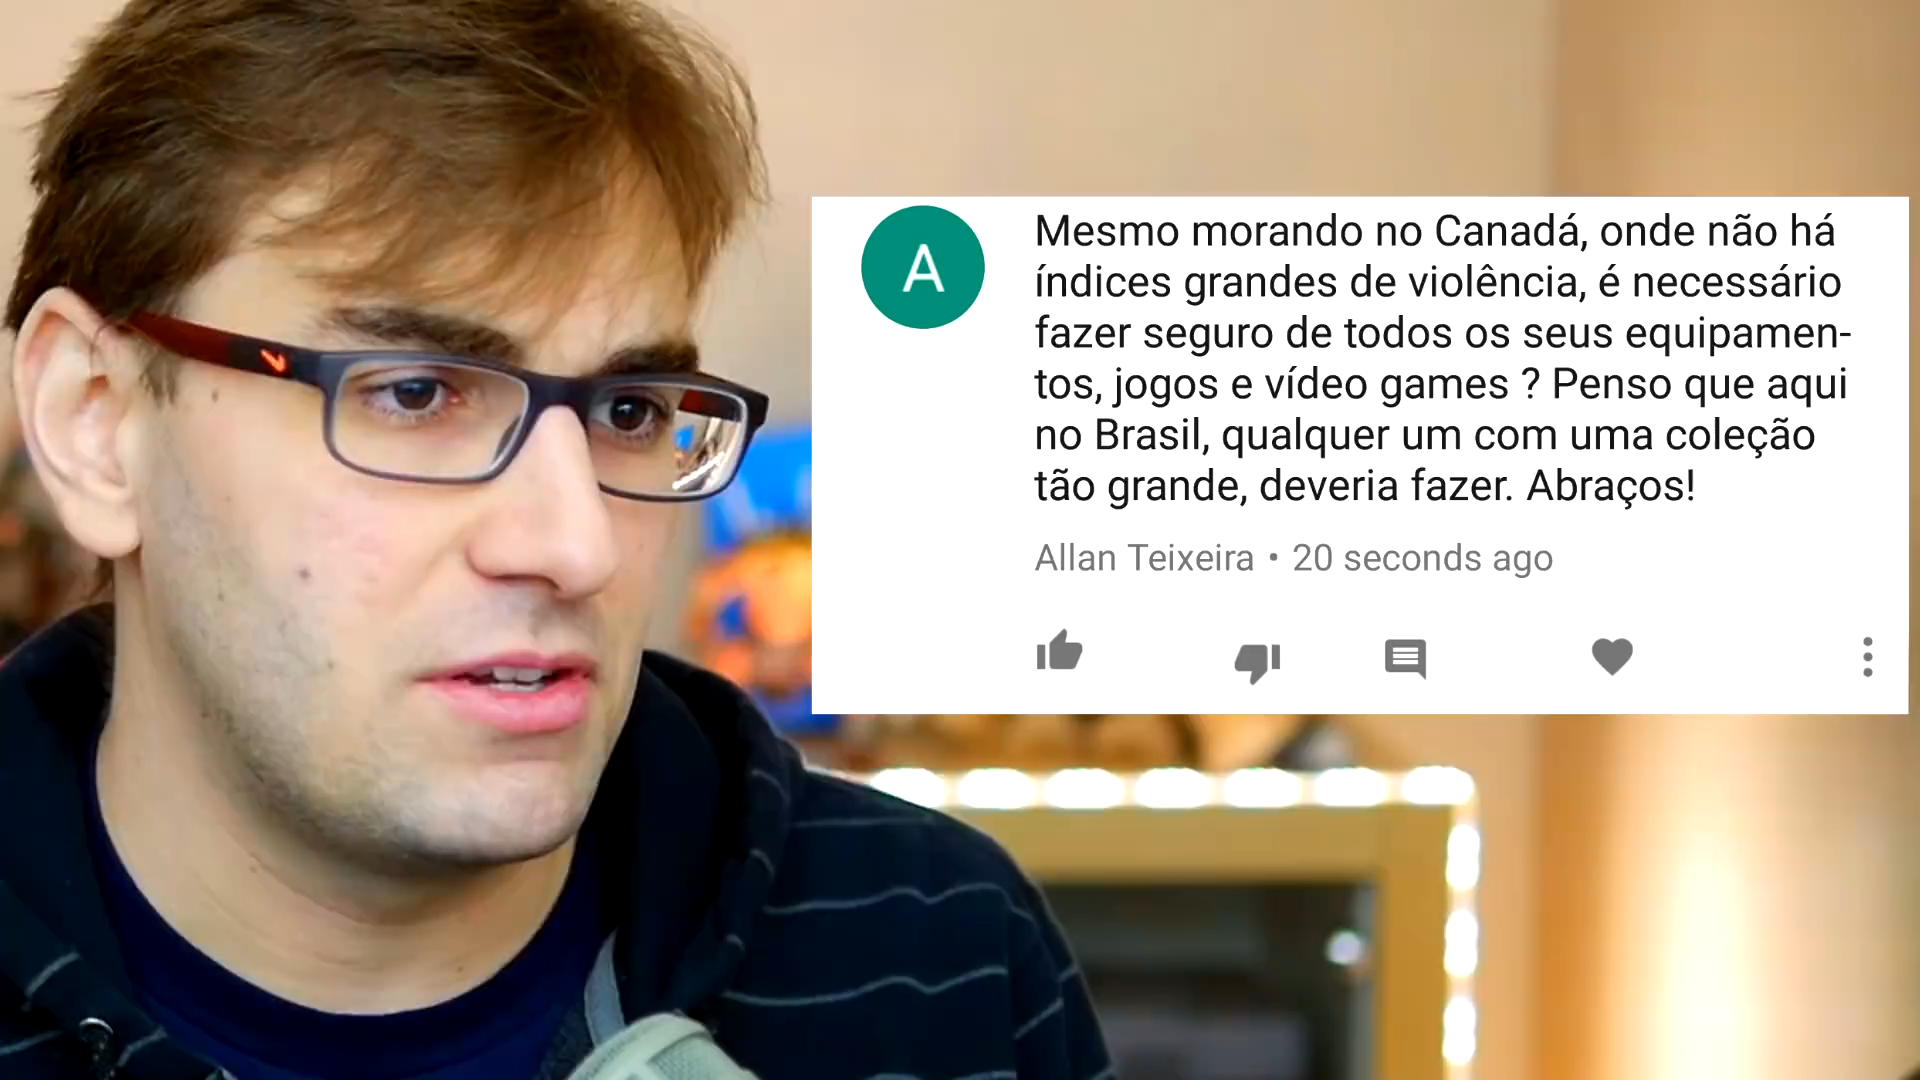 A
Mesmo morando no Canadá, onde não há
índices grandes de violência, é necessário
fazer seguro de todos os seus equipamen-
tos, jogos e vídeo games ? Penso que aqui
no Brasil, qualquer um com uma coleção
tão grande, deveria fazer. Abraços!
Allan Teixeira • 20 seconds ago